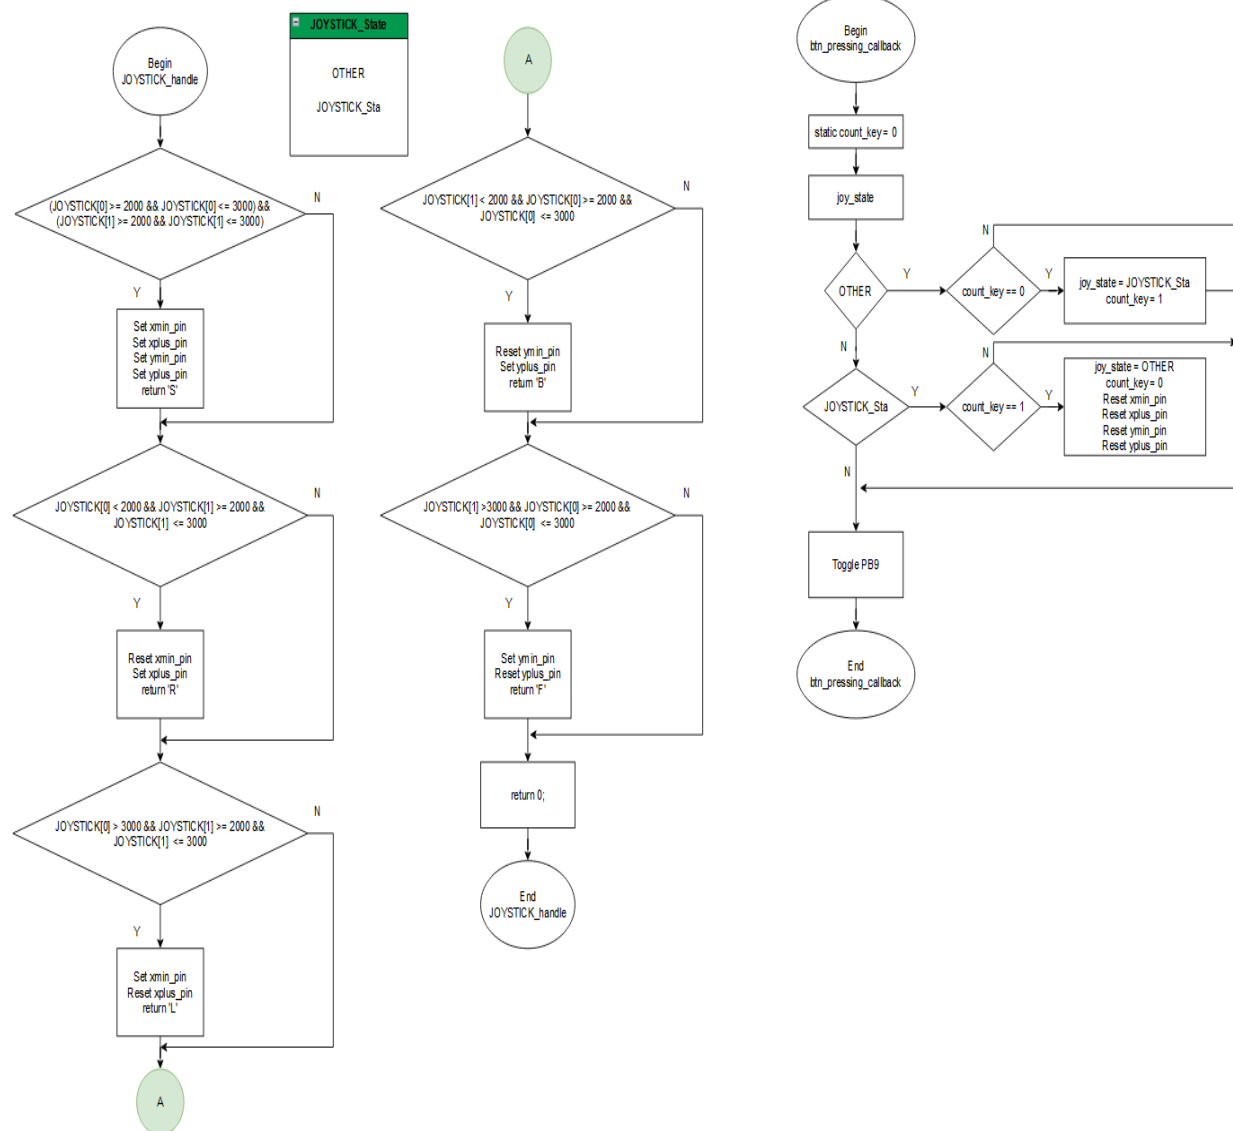 Begin
JOYSTICK_handle
(JOYSTICK[0] >= 2000 && JOYSTICK[0] <= 3000) &&
(JOYSTICK[1] >= 2000 && JOYSTICK[1] <= 3000)
N
Y
Set xmin_pin
Set xplus_pin
Set ymin_pin
Set yplus_pin
return 'S'
JOYSTICK[0] < 2000 && JOYSTICK[1] >= 2000 &&
JOYSTICK[1] <= 3000
N
Y
Reset xmin_pin
Set xplus_pin
return 'R'
JOYSTICK[0] > 3000 && JOYSTICK[1] >= 2000 &&
JOYSTICK[1] <= 3000
N
Y
Set xmin_pin
Reset xplus_pin
return 'L'
A
JOYSTICK_State
OTHER
JOYSTICK_Sta
A
JOYSTICK[1] < 2000 && JOYSTICK[0] >= 2000 &&
JOYSTICK[0] <= 3000
N
Y
Reset ymin_pin
Set yplus_pin
return 'B'
JOYSTICK[1] >3000 && JOYSTICK[0] >= 2000 &&
JOYSTICK[0] <= 3000
N
Y
Set ymin_pin
Reset yplus_pin
return 'F'
return 0;
End
JOYSTICK_handle
Begin
btn_pressing_callback
static count_key = 0
joy_state
OTHER
Y
N
count_key == 0
N
Y
joy_state = JOYSTICK_Sta
count_key = 1
JOYSTICK_Sta
Y
N
count_key == 1
N
Y
joy_state = OTHER
count_key = 0
Reset xmin_pin
Reset xplus_pin
Reset ymin_pin
Reset yplus_pin
Toggle PB9
End
btn_pressing_callback